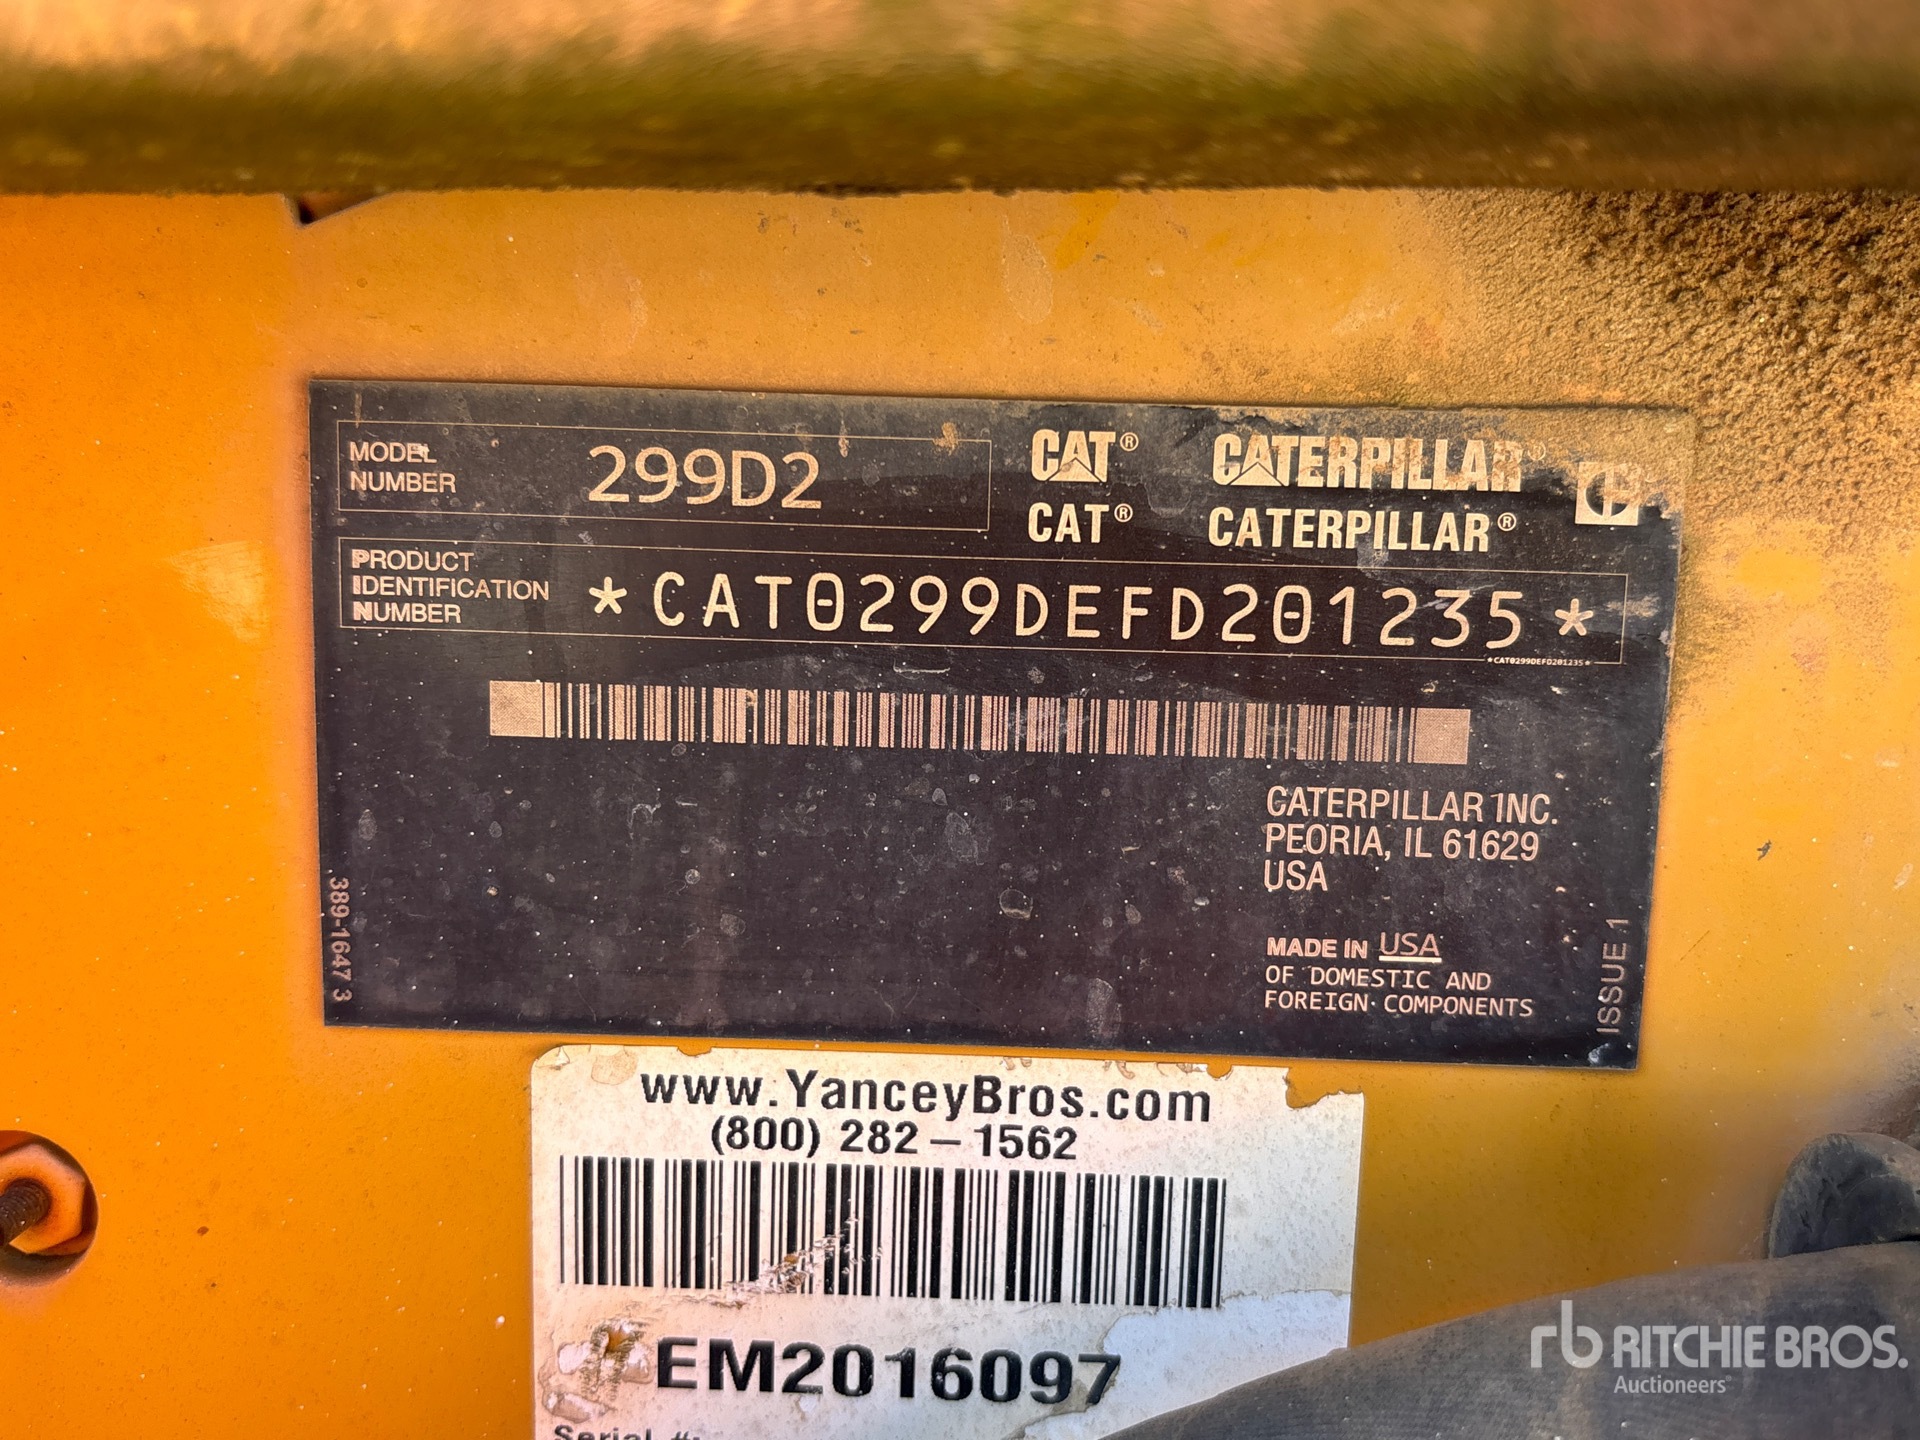 MODEL
NUMBER
299D2
CAT® CATERPILLAR®
CAT® CATERPILLAR®
PRODUCT
IDENTIFICATION
NUMBER
*CAT0299DEFD201235*
*CAT0299DEFD201235*
CATERPILLAR INC.
PEORIA, IL 61629
USA
MADE IN USA
OF DOMESTIC AND
FOREIGN COMPONENTS
389-1647 3
ISSUE 1
www.YanceyBros.com
(800) 282-1562
EM2016097
Serial #:
rb RITCHIE BROS.
Auctioneers